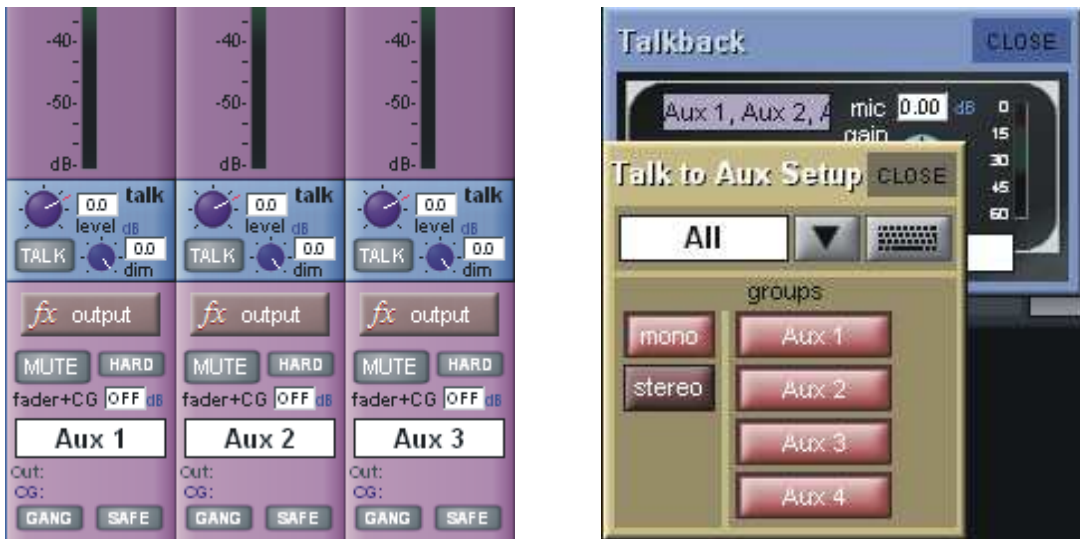 -40-
-
-50-
-
dB-
talk
0.0
level dB
TALK
0.0
dim
fx output
MUTE HARD
fader+CG OFF dB
Aux 1
Out:
CG:
GANG SAFE
-40-
-
-50-
-
dB-
talk
0.0
level dB
TALK
0.0
dim
fx output
MUTE HARD
fader+CG OFF dB
Aux 2
Out:
CG:
GANG SAFE
-40-
-
-50-
-
dB-
talk
0.0
level dB
TALK
0.0
dim
fx output
MUTE HARD
fader+CG OFF dB
Aux 3
Out:
CG:
GANG SAFE
Talkback CLOSE
Aux 1, Aux 2, A
mic 0.00 dB
gain
0
15
30
45
60
Talk to Aux Setup CLOSE
All
groups
mono Aux 1
stereo Aux 2
Aux 3
Aux 4